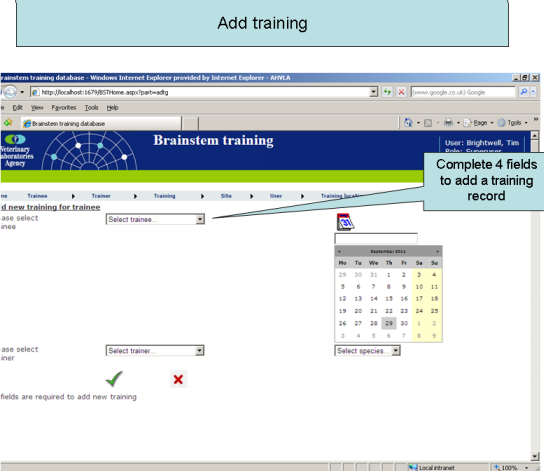 Add training
rainstem training database - Windows Internet Explorer provided by Internet Explorer - AHVLA
http://localhost:1679/BSTHome.aspx?part=adtg
(www.google.co.uk) Google
e Edit View Favorites Tools Help
Brainstem training database
Page Tools
Veterinary
aboratories
Agency
Brainstem training
User: Brightwell, Tim
Role: Superuser
Complete 4 fields
to add a training
record
me Trainee Trainer Training Site User Training
d new training for trainee
ase select
inee
Select trainee...
31
< September 2011 >
Mo Tu We Th Fr Sa Su
29 30 31 1 2 3 4
5 6 7 8 9 10 11
12 13 14 15 16 17 18
19 20 21 22 23 24 25
26 27 28 29 30 1 2
3 4 5 6 7 8 9
ase select
iner
Select trainer...
Select species...
fields are required to add new training
Local intranet
100%